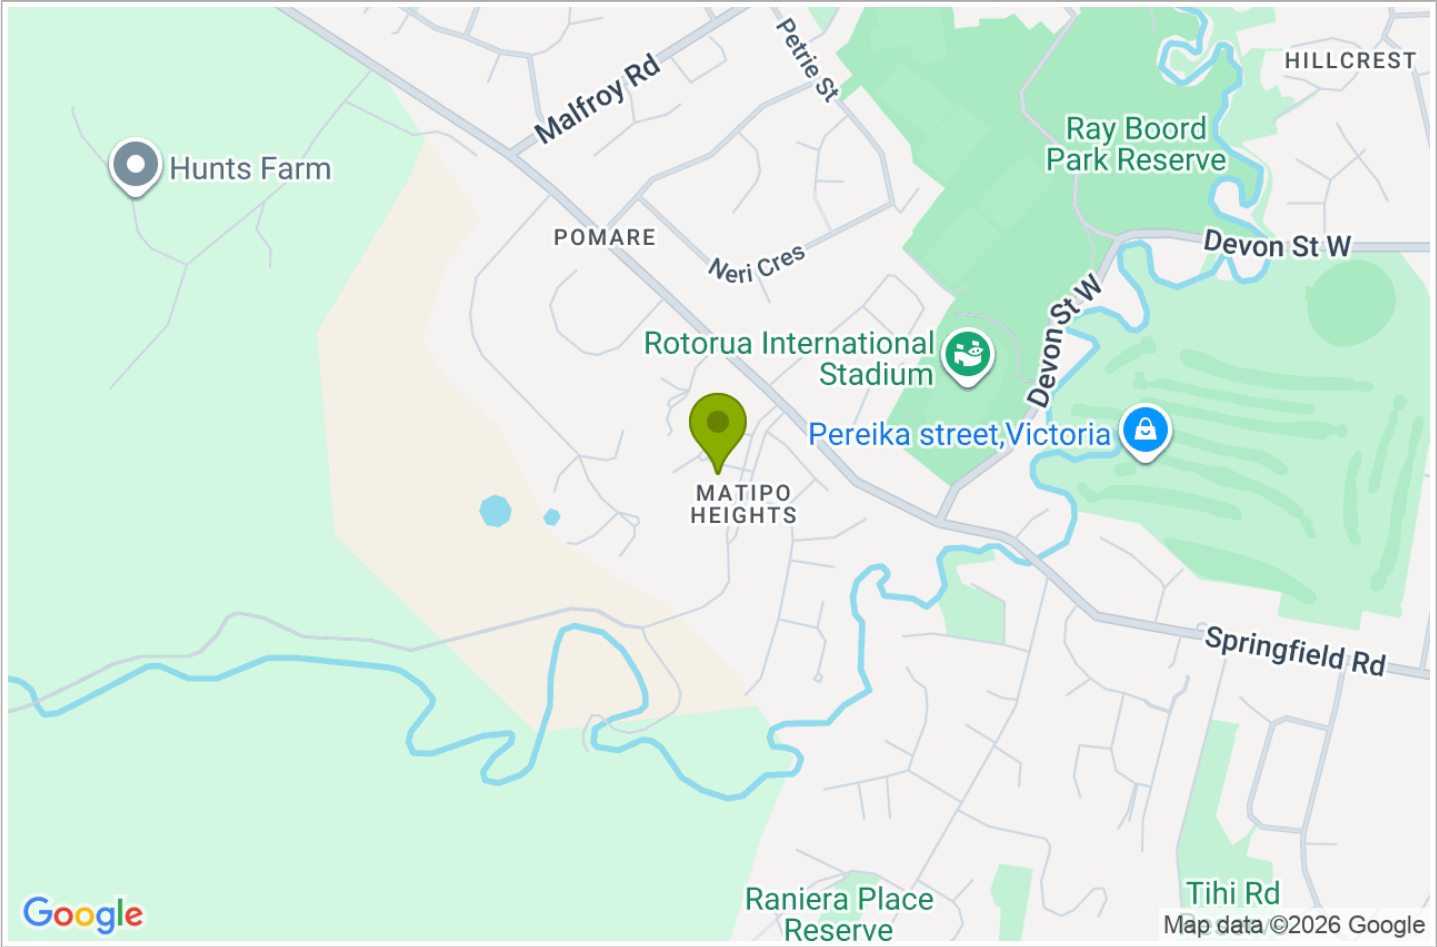 Petrie St
Malfroy Rd
HILLCREST
Ray Boord
Park Reserve
Hunts Farm
POMARE
Neri Cres
Devon St W
Devon St W
Rotorua International
Stadium
Pereika street,Victoria
MATIPO
HEIGHTS
Springfield Rd
Raniera Place
Reserve
Tihi Rd
Reserve
Google
Map data ©2026 Google